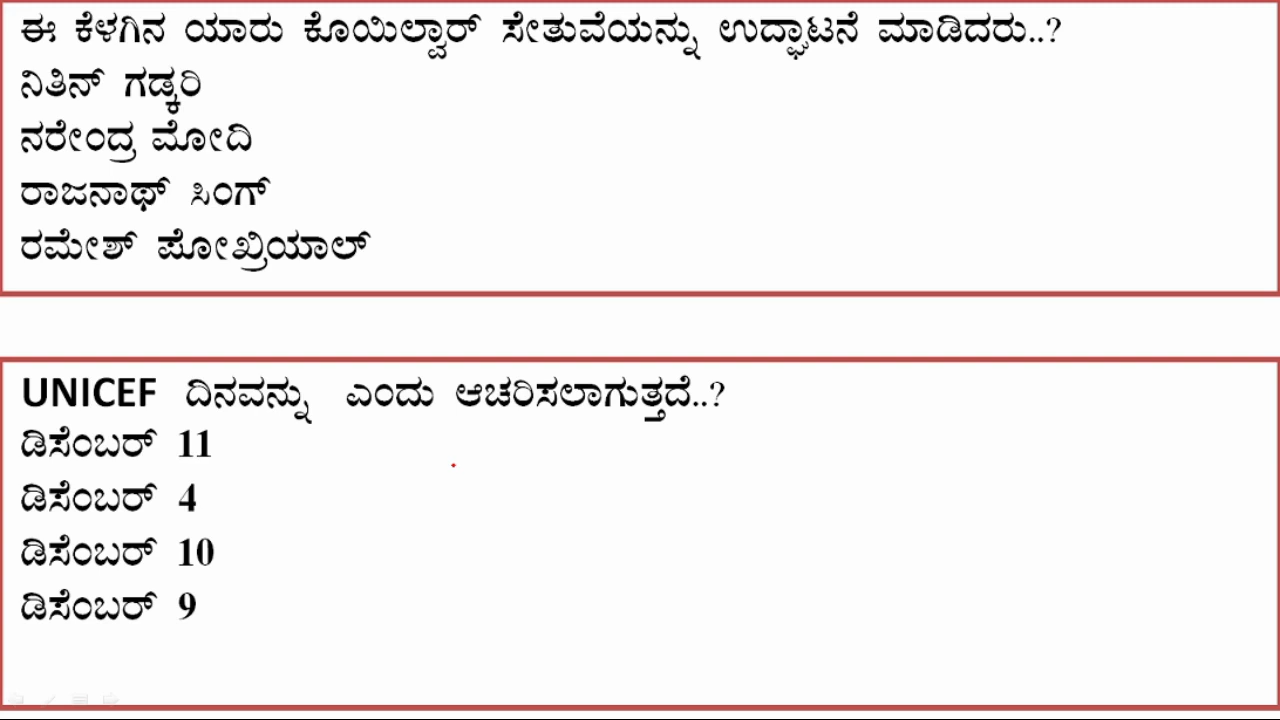 ಈ ಕೆಳಗಿನ ಯಾರು ಕೊಯಿಲ್ವಾರ್ ಸೇತುವೆಯನ್ನು ಉದ್ಘಾಟನೆ ಮಾಡಿದರು..?
ನಿತಿನ್ ಗಡ್ಕರಿ
ನರೇಂದ್ರ ಮೋದಿ
ರಾಜನಾಥ್ ಸಿಂಗ್
ರಮೇಶ್ ಪೋಖ್ರಿಯಾಲ್
UNICEF ದಿನವನ್ನು ಎಂದು ಆಚರಿಸಲಾಗುತ್ತದೆ..?
ಡಿಸೆಂಬರ್ 11
ಡಿಸೆಂಬರ್ 4
ಡಿಸೆಂಬರ್ 10
ಡಿಸೆಂಬರ್ 9